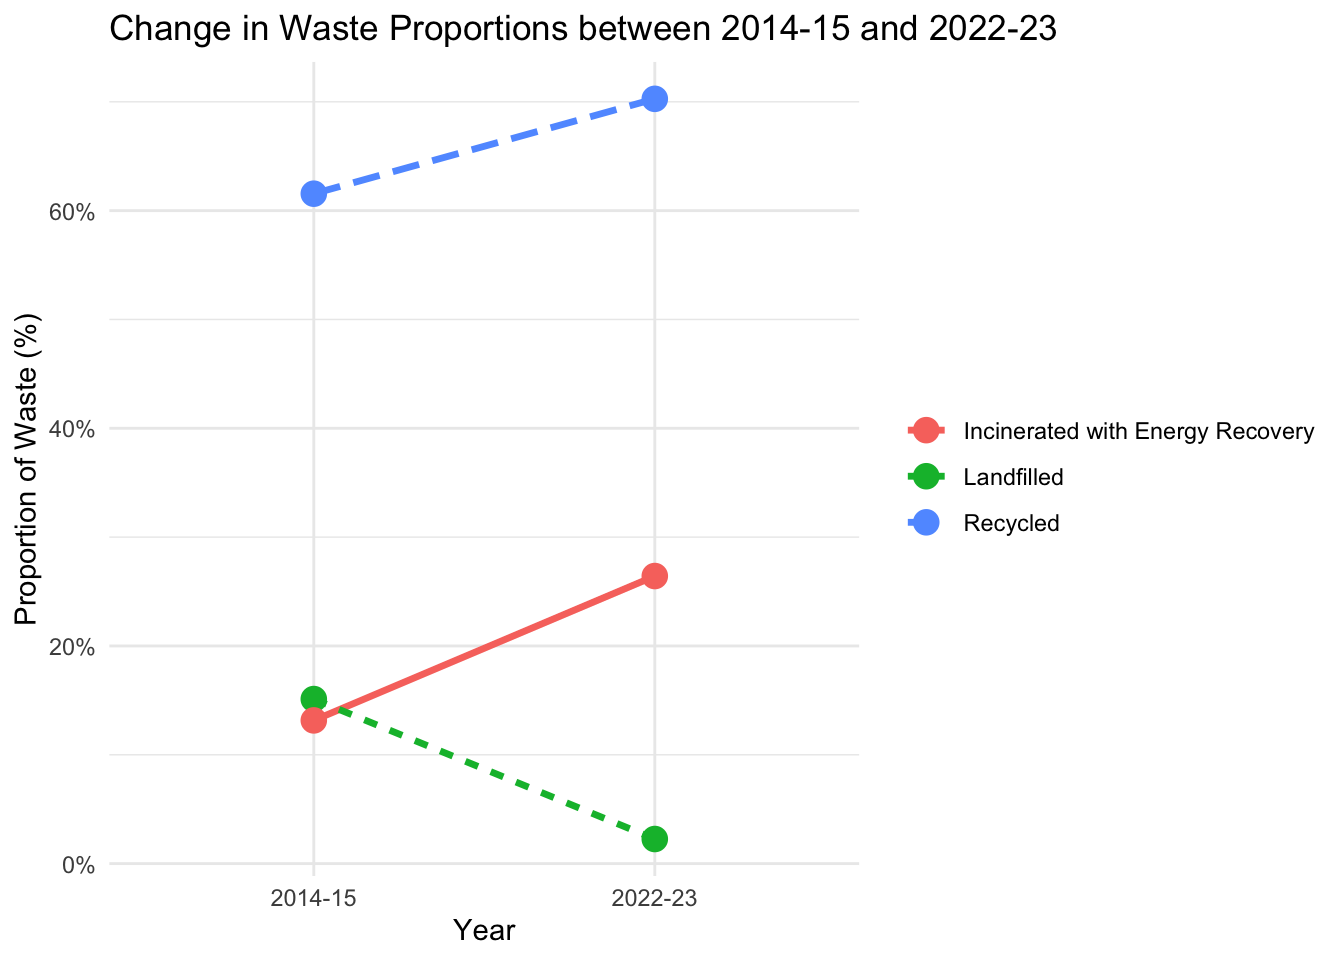 Change in Waste Proportions between 2014-15 and 2022-23
Proportion of Waste (%)
60%
40%
20%
0%
2014-15
2022-23
Year
Incinerated with Energy Recovery
Landfilled
Recycled